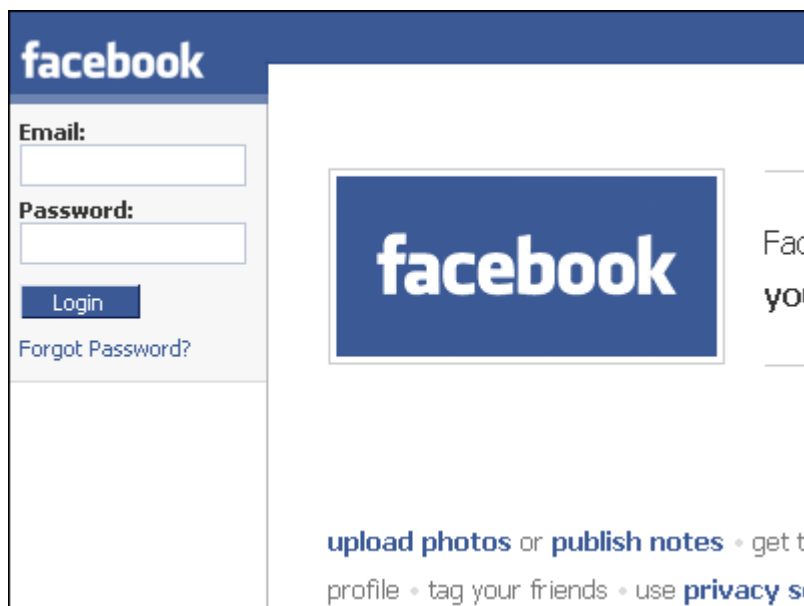 facebook
Email:
Password:
Login
Forgot Password?
facebook
upload photos or publish notes • get
profile • tag your friends • use privacy